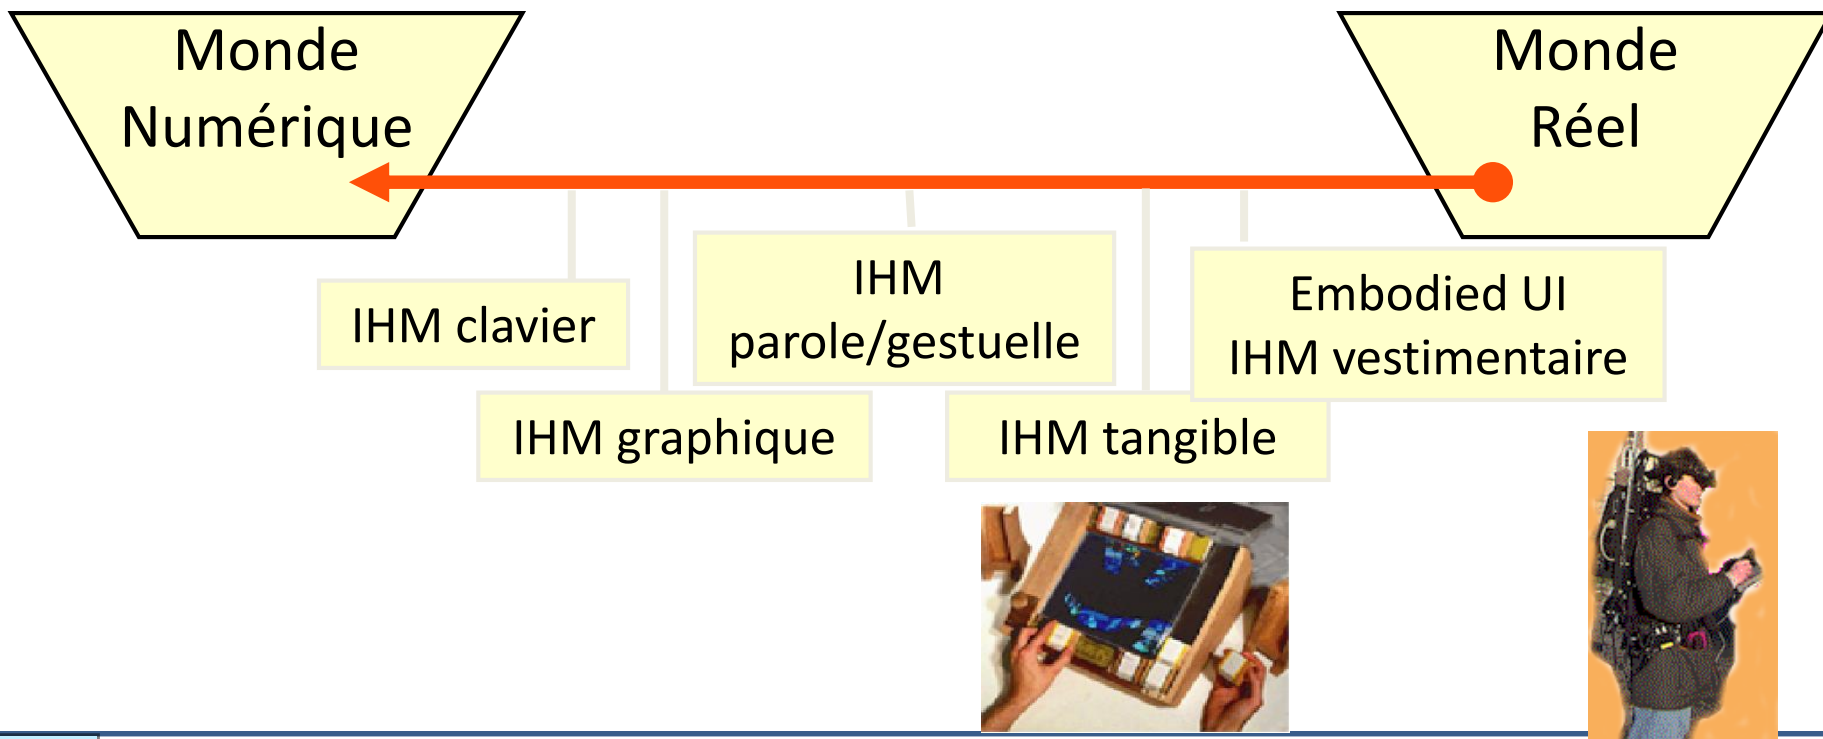 Monde
Numérique
Monde
Réel
IHM clavier
IHM graphique
IHM
parole/gestuelle
IHM tangible
Embodied UI
IHM vestimentaire